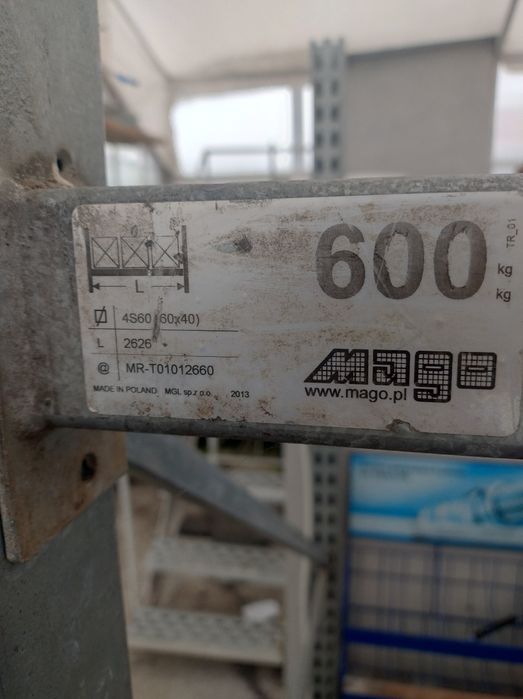 Q
L
600
kg
kg
TR_01
4S60 (60x40)
L 2626
@ MR-T01012660
MADE IN POLAND MGL sp.z o.o. 2013
mago
www.mago.pl